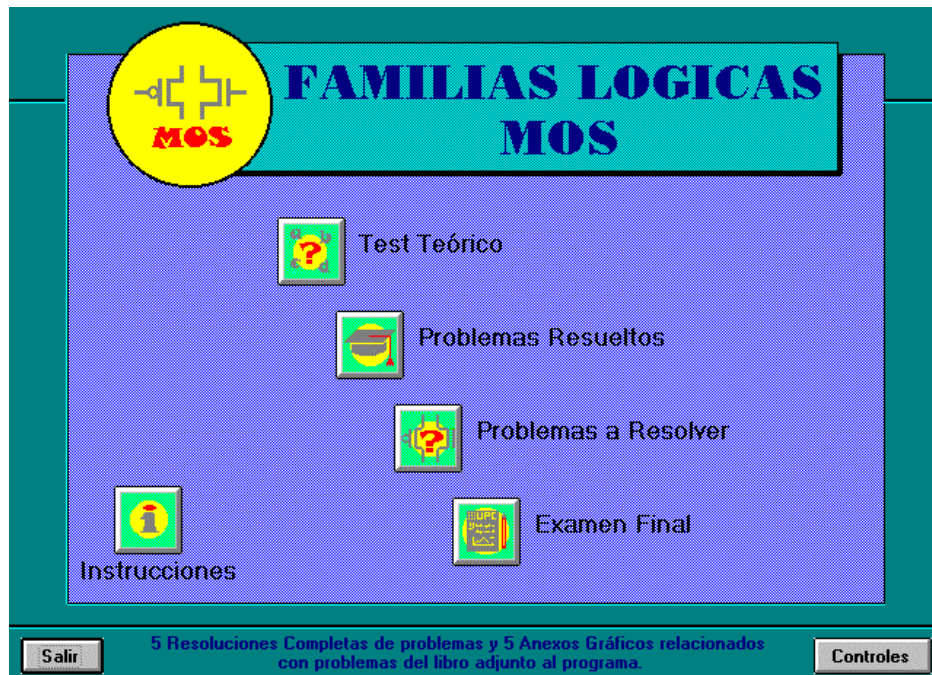 FAMILIAS LOGICAS
MOS
MOS
a b
?
c d
Test Teórico
Problemas Resueltos
?
Problemas a Resolver
UPC
Examen Final
i
Instrucciones
Salir
5 Resoluciones Completas de problemas y 5 Anexos Gráficos relacionados
con problemas del libro adjunto al programa.
Controles